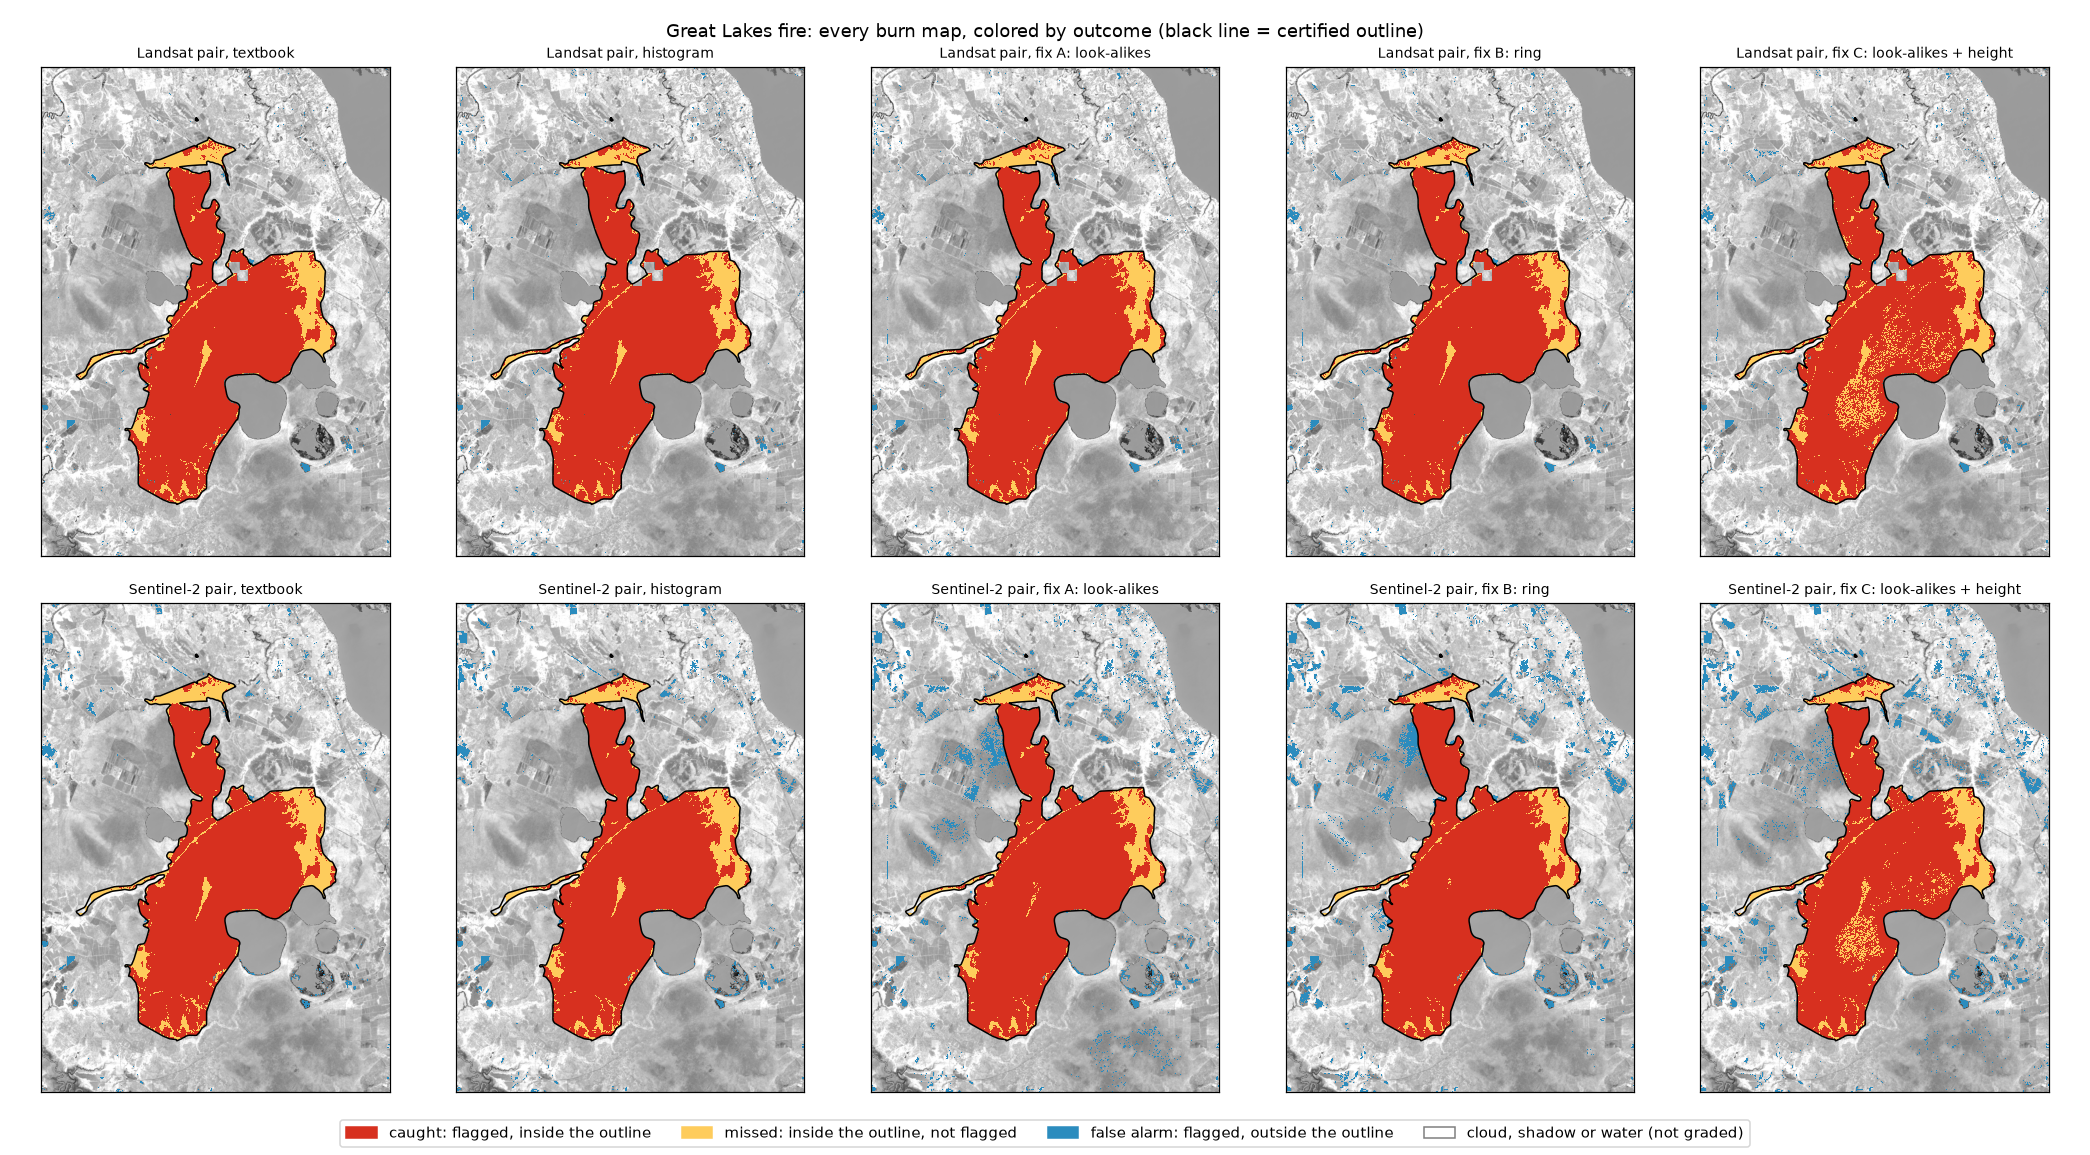 Great Lakes fire: every burn map, colored by outcome (black line = certified outline)
Landsat pair, textbook
Landsat pair, histogram
Landsat pair, fix A: look-alikes
Landsat pair, fix B: ring
Landsat pair, fix C: look-alikes + height
Sentinel-2 pair, textbook
Sentinel-2 pair, histogram
Sentinel-2 pair, fix A: look-alikes
Sentinel-2 pair, fix B: ring
Sentinel-2 pair, fix C: look-alikes + height
caught: flagged, inside the outline
missed: inside the outline, not flagged
false alarm: flagged, outside the outline
cloud, shadow or water (not graded)